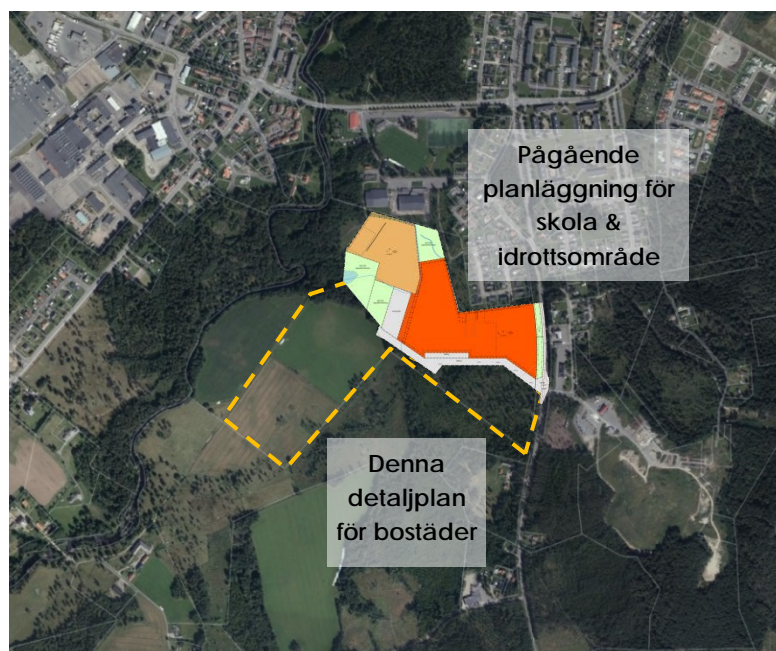 Pågående
planläggning för
skola &
idrottsområde
Denna
detaljplan
för bostäder